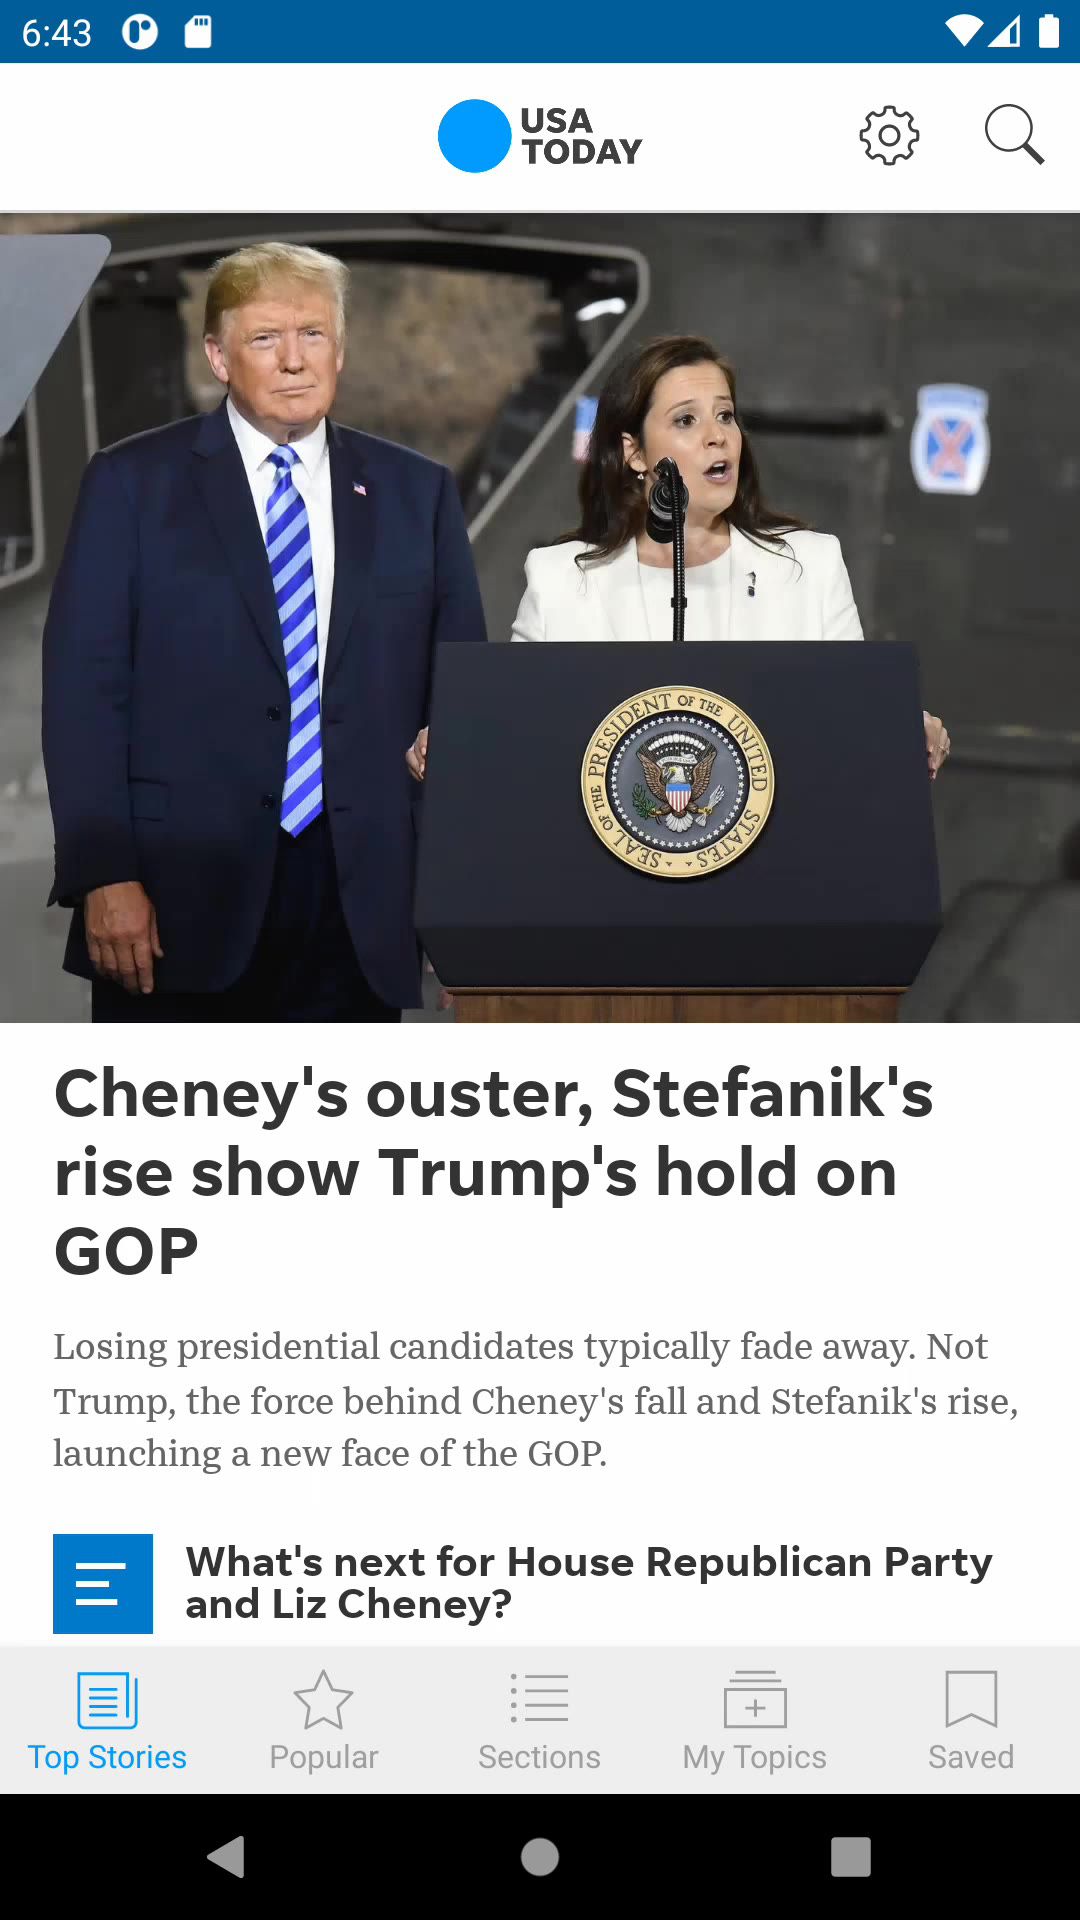 6:43
USA
TODAY
SEAL OF THE PRESIDENT OF THE UNITED STATES
Cheney's ouster, Stefanik's
rise show Trump's hold on
GOP
Losing presidential candidates typically fade away. Not
Trump, the force behind Cheney's fall and Stefanik's rise,
launching a new face of the GOP.
What's next for House Republican Party
and Liz Cheney?
Top Stories
Popular
Sections
My Topics
Saved